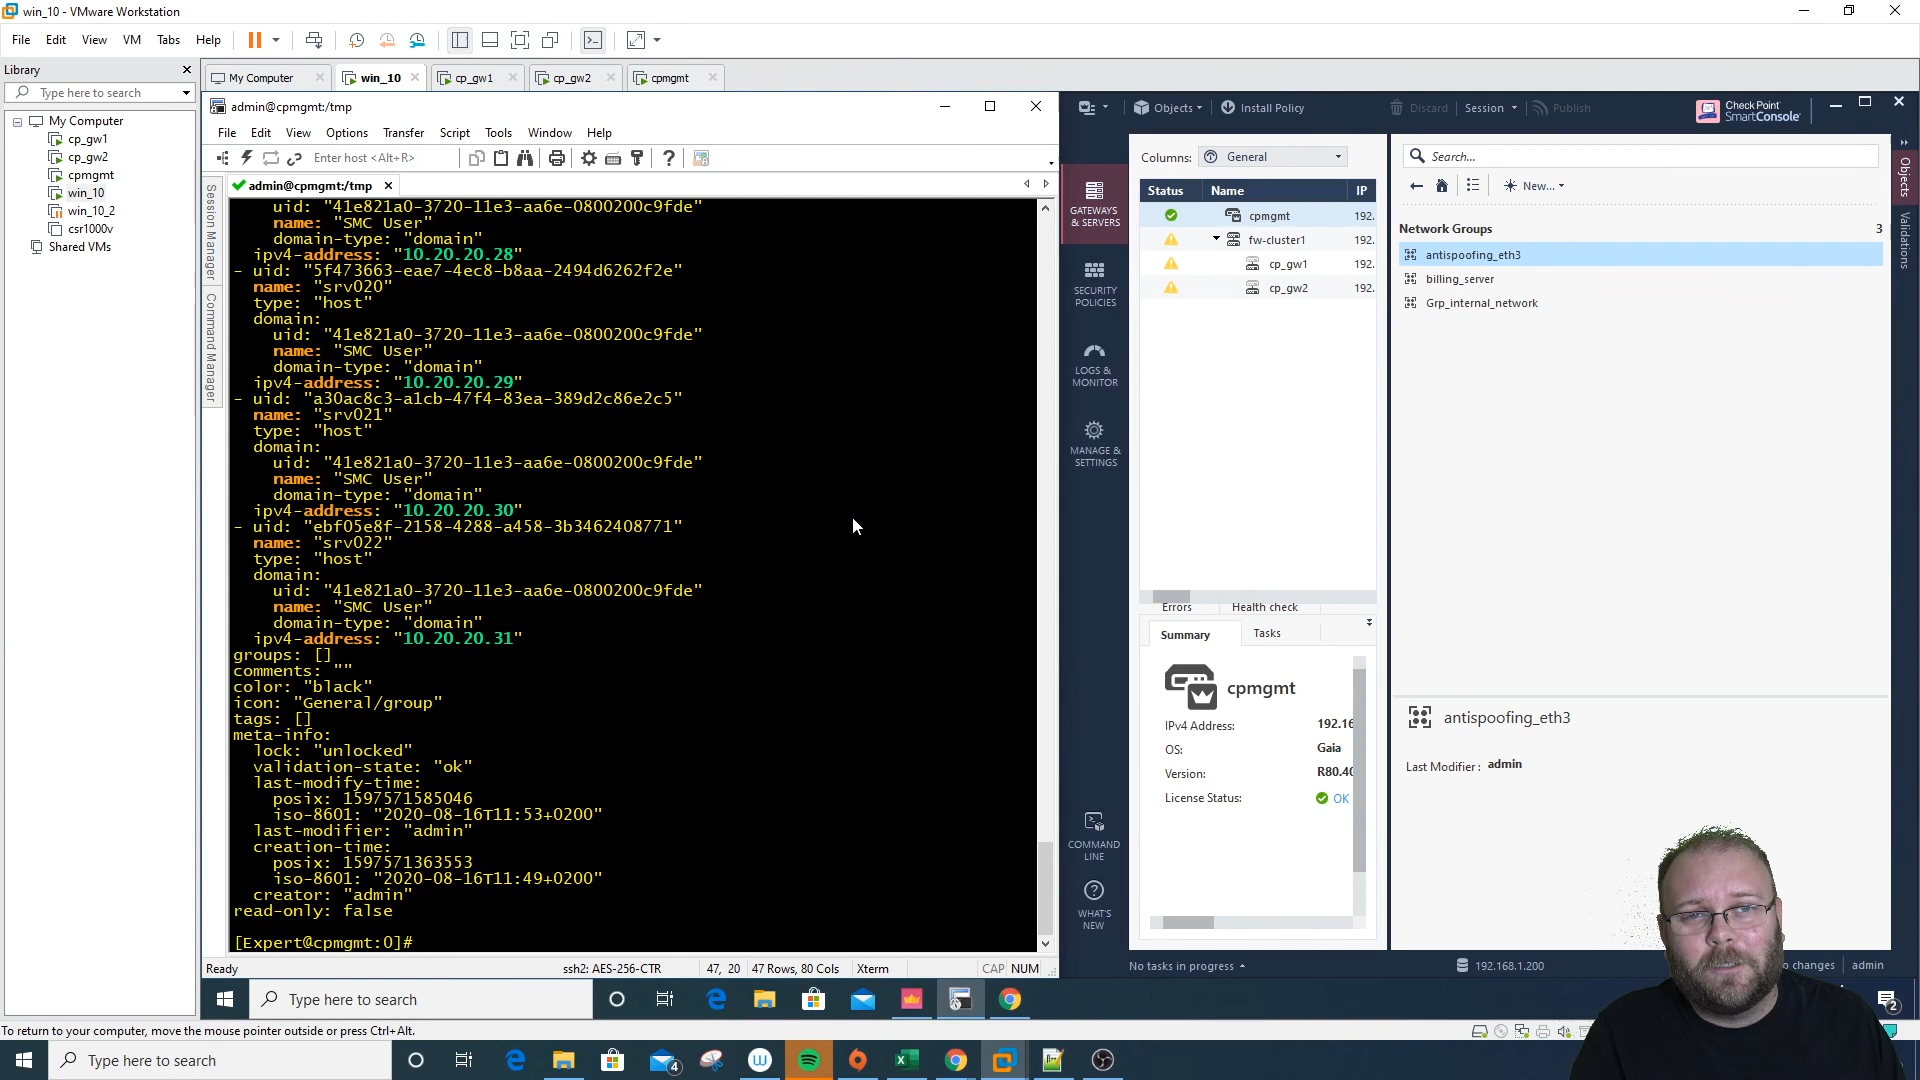 win_10 - VMware Workstation
File Edit View VM Tabs Help
Library
Type here to search
My Computer
cp_gw1
cp_gw2
cpmgmt
win_10
win_10_2
csr1000v
Shared VMs
My Computer win_10 cp_gw1 cp_gw2 cpmgmt
admin@cpmgmt:/tmp
File Edit View Options Transfer Script Tools Window Help
Enter host <Alt+R>
admin@cpmgmt:/tmp
Session Manager
Command Manager
uid: "41e821a0-3720-11e3-aa6e-0800200c9fde"
name: "SMC User"
domain-type: "domain"
ipv4-address: "10.20.20.28"
- uid: "5f473663-eae7-4ec8-b8aa-2494d6262f2e"
name: "srv020"
type: "host"
domain:
uid: "41e821a0-3720-11e3-aa6e-0800200c9fde"
name: "SMC User"
domain-type: "domain"
ipv4-address: "10.20.20.29"
- uid: "a30ac8c3-a1cb-47f4-83ea-389d2c86e2c5"
name: "srv021"
type: "host"
domain:
uid: "41e821a0-3720-11e3-aa6e-0800200c9fde"
name: "SMC User"
domain-type: "domain"
ipv4-address: "10.20.20.30"
- uid: "ebf05e8f-2158-4288-a458-3b3462408771"
name: "srv022"
type: "host"
domain:
uid: "41e821a0-3720-11e3-aa6e-0800200c9fde"
name: "SMC User"
domain-type: "domain"
ipv4-address: "10.20.20.31"
groups: []
comments: ""
color: "black"
icon: "General/group"
tags: []
meta-info:
lock: "unlocked"
validation-state: "ok"
last-modify-time:
posix: 1597571585046
iso-8601: "2020-08-16T11:53+0200"
last-modifier: "admin"
creation-time:
posix: 1597571363553
iso-8601: "2020-08-16T11:49+0200"
creator: "admin"
read-only: false
[Expert@cpmgmt:0]#
Ready ssh2: AES-256-CTR 47, 20 47 Rows, 80 Cols Xterm CAP NUM
Objects Install Policy Discard Session Publish
Check Point
SmartConsole
GATEWAYS
& SERVERS
SECURITY
POLICIES
LOGS &
MONITOR
MANAGE &
SETTINGS
COMMAND
LINE
WHAT'S
NEW
Columns: General
Status Name IP
cpmgmt 192.
fw-cluster1 192.
cp_gw1 192.
cp_gw2 192.
Errors Health check
Summary Tasks
cpmgmt
IPv4 Address: 192.16
OS: Gaia
Version: R80.40
License Status: OK
Search...
New...
Network Groups 3
antispoofing_eth3
billing_server
Grp_internal_network
antispoofing_eth3
Last Modifier: admin
Objects
Validations
No tasks in progress 192.168.1.200 o changes admin
Type here to search
2
To return to your computer, move the mouse pointer outside or press Ctrl+Alt.
Type here to search
4